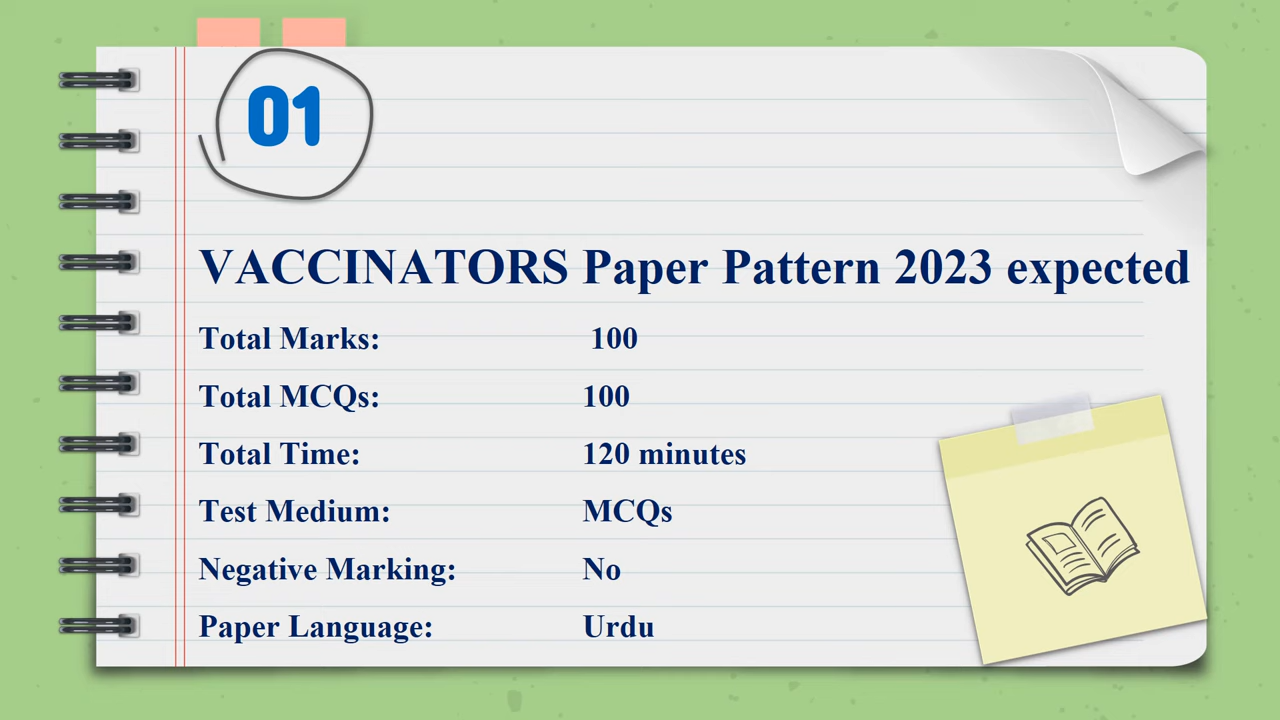 01
VACCINATORS Paper Pattern 2023 expected
Total Marks: 100
Total MCQs: 100
Total Time: 120 minutes
Test Medium: MCQs
Negative Marking: No
Paper Language: Urdu